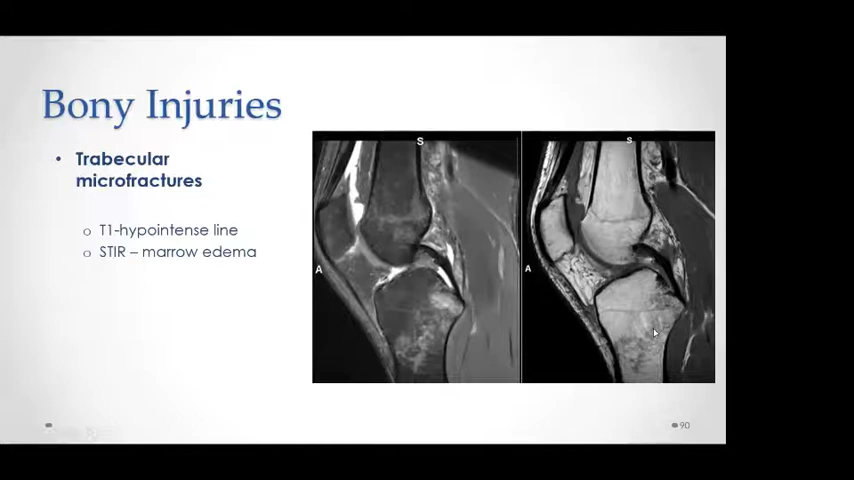 Bony Injuries
• Trabecular
microfractures
o T1-hypointense line
o STIR – marrow edema
S
S
A
A
90